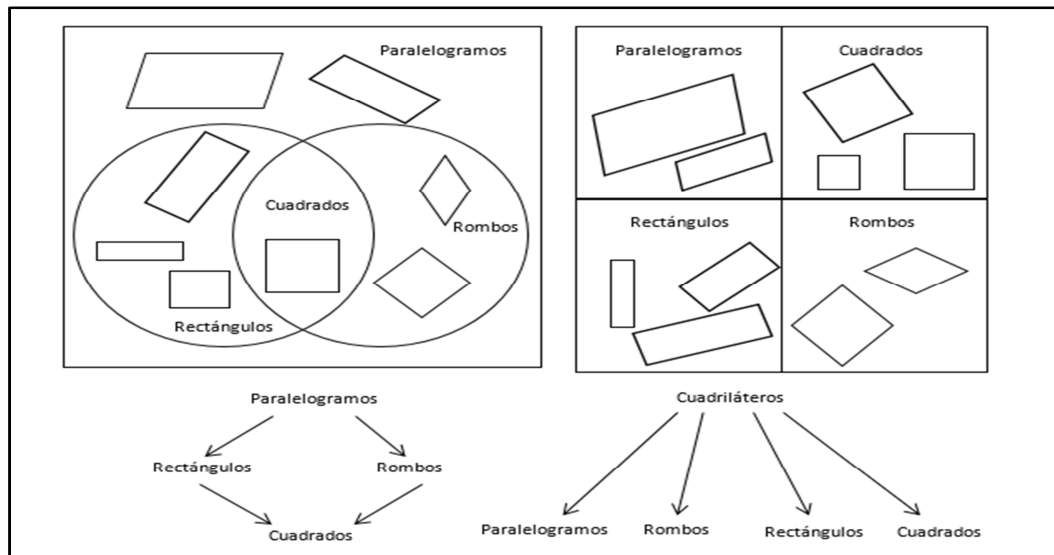 Paralelogramos
Cuadrados
Rombos
Rectángulos
Paralelogramos
Cuadrados
Rectángulos
Rombos
Paralelogramos
Rectángulos
Rombos
Cuadrados
Cuadriláteros
Paralelogramos
Rombos
Rectángulos
Cuadrados